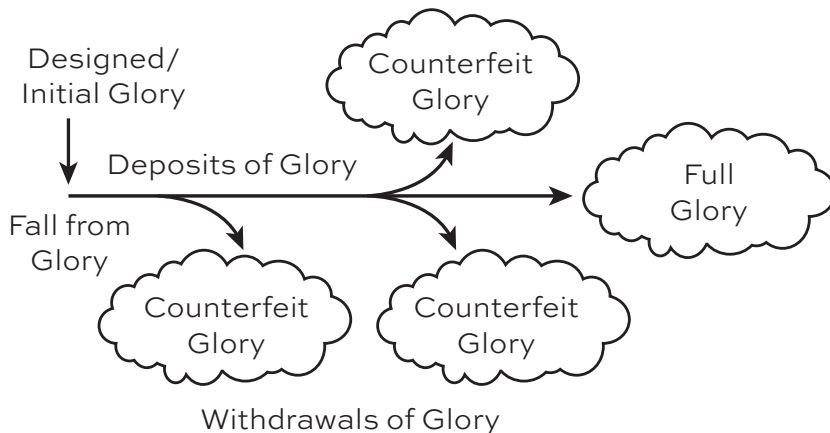 Designed/
Initial Glory
Counterfeit
Glory
Deposits of Glory
Full
Glory
Fall from
Glory
Counterfeit
Glory
Counterfeit
Glory
Withdrawals of Glory